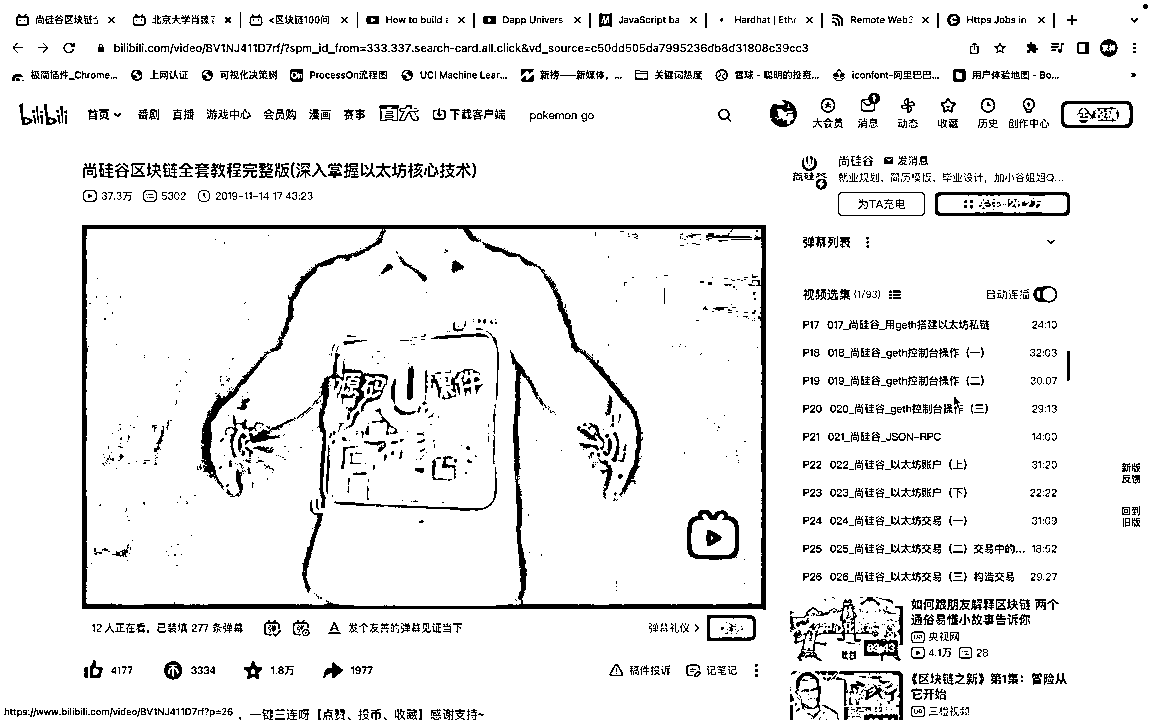 尚硅谷区块链全
北京大学肖臻
<区块链100问
How to build a
Dapp Univers
JavaScript ba
Hardhat | Eth
Remote Web3
Https Jobs in
bilibili.com/video/BV1NJ411D7rf/?spm_id_from=333.337.search-card.all.click&vd_source=c50dd505da7995236db8d31808c39cc3
极简插件_Chrome...
上网认证
可视化决策树
ProcessOn流程图
UCI Machine Lear...
新榜—新媒体，...
关键词热度
雪球 - 聪明的投资...
iconfont-阿里巴巴...
用户体验地图 - Bo...
bilibili
首页
番剧
直播
游戏中心
会员购
漫画
赛事
下载客户端
pokemon go
大会员
消息
动态
收藏
历史
创作中心
尚硅谷区块链全套教程完整版(深入掌握以太坊核心技术)
37.3万
5302
2019-11-14 17:43:23
尚硅谷
发消息
就业规划、简历模板、毕业设计，加小谷姐姐Q...
为TA充电
源码
课件
弹幕列表
视频选集 (1/93)
自动连播
P17 017_尚硅谷_用geth搭建以太坊私链 24:10
P18 018_尚硅谷_geth控制台操作（一） 32:03
P19 019_尚硅谷_geth控制台操作（二） 30:07
P20 020_尚硅谷_geth控制台操作（三） 29:13
P21 021_尚硅谷_JSON-RPC 14:00
P22 022_尚硅谷_以太坊账户（上） 31:20
P23 023_尚硅谷_以太坊账户（下） 22:22
P24 024_尚硅谷_以太坊交易（一） 31:09
P25 025_尚硅谷_以太坊交易（二）交易中的... 18:52
P26 026_尚硅谷_以太坊交易（三）构造交易 29:27
新版
反馈
回到
旧版
如何跟朋友解释区块链 两个
通俗易懂小故事告诉你
央视网
4.1万 28
《区块链之新》第1集：冒险从
它开始
三橙视频
12 人正在看，已装填 277 条弹幕
发个友善的弹幕见证当下
弹幕礼仪 >
4177
3334
1.8万
1977
稿件投诉
记笔记
https://www.bilibili.com/video/BV1NJ411D7rf?p=26
，一键三连呀【点赞、投币、收藏】感谢支持~